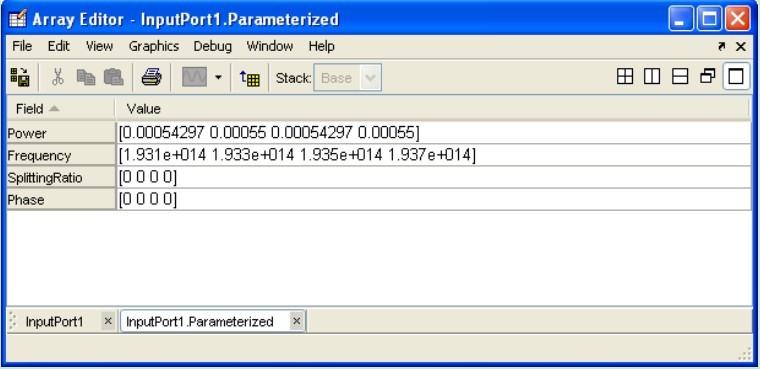 Array Editor - InputPort1.Parameterized
File Edit View Graphics Debug Window Help
Stack: Base
Field Value
Power [0.00054297 0.00055 0.00054297 0.00055]
Frequency [1.931e+014 1.933e+014 1.935e+014 1.937e+014]
SplittingRatio [0 0 0 0]
Phase [0 0 0 0]
InputPort1 × InputPort1.Parameterized ×